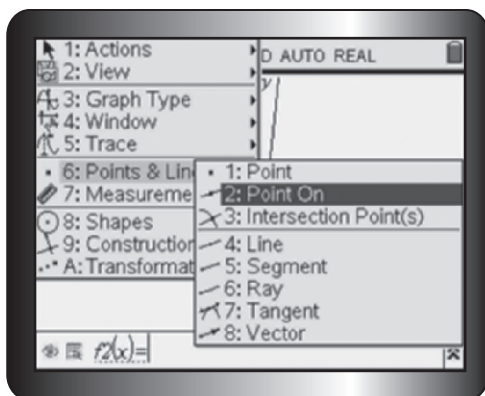 1: Actions
2: View
3: Graph Type
4: Window
5: Trace
6: Points & Lin
7: Measureme
8: Shapes
9: Construction
A: Transformat
D AUTO REAL
y
1: Point
2: Point On
3: Intersection Point(s)
4: Line
5: Segment
6: Ray
7: Tangent
8: Vector
f2(x)=